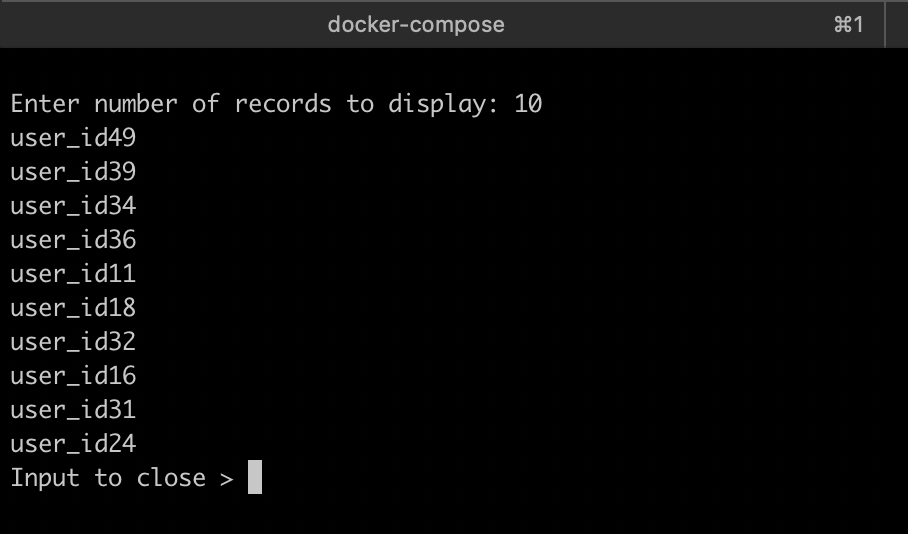 docker-compose ⌘1
Enter number of records to display: 10
user_id49
user_id39
user_id34
user_id36
user_id11
user_id18
user_id32
user_id16
user_id31
user_id24
Input to close >